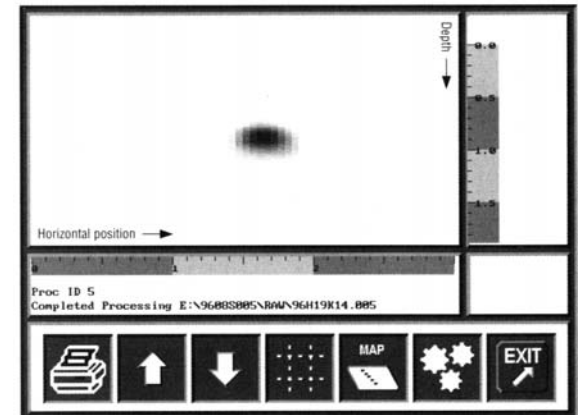 Depth
0.0
0.5
1.0
1.5
Horizontal position
0 1 2
Proc ID 5
Completed Processing E:\9608S005\RAW\96H19K14.005
MAP
EXIT